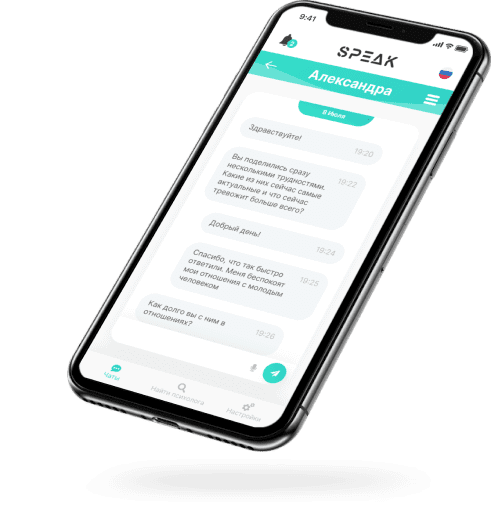 9:41
2
SPEAK
Александра
8 Июля
Здравствуйте!
19:20
Вы поделились сразу
несколькими трудностями.
Какие из них сейчас самые
актуальные и что сейчас
тревожит больше всего?
19:22
Добрый день!
19:24
Спасибо, что так быстро
ответили. Меня беспокоят
мои отношения с молодым
человеком
19:25
Как долго вы с ним в
отношениях?
19:26
Чаты
Найти психолога
Настройки